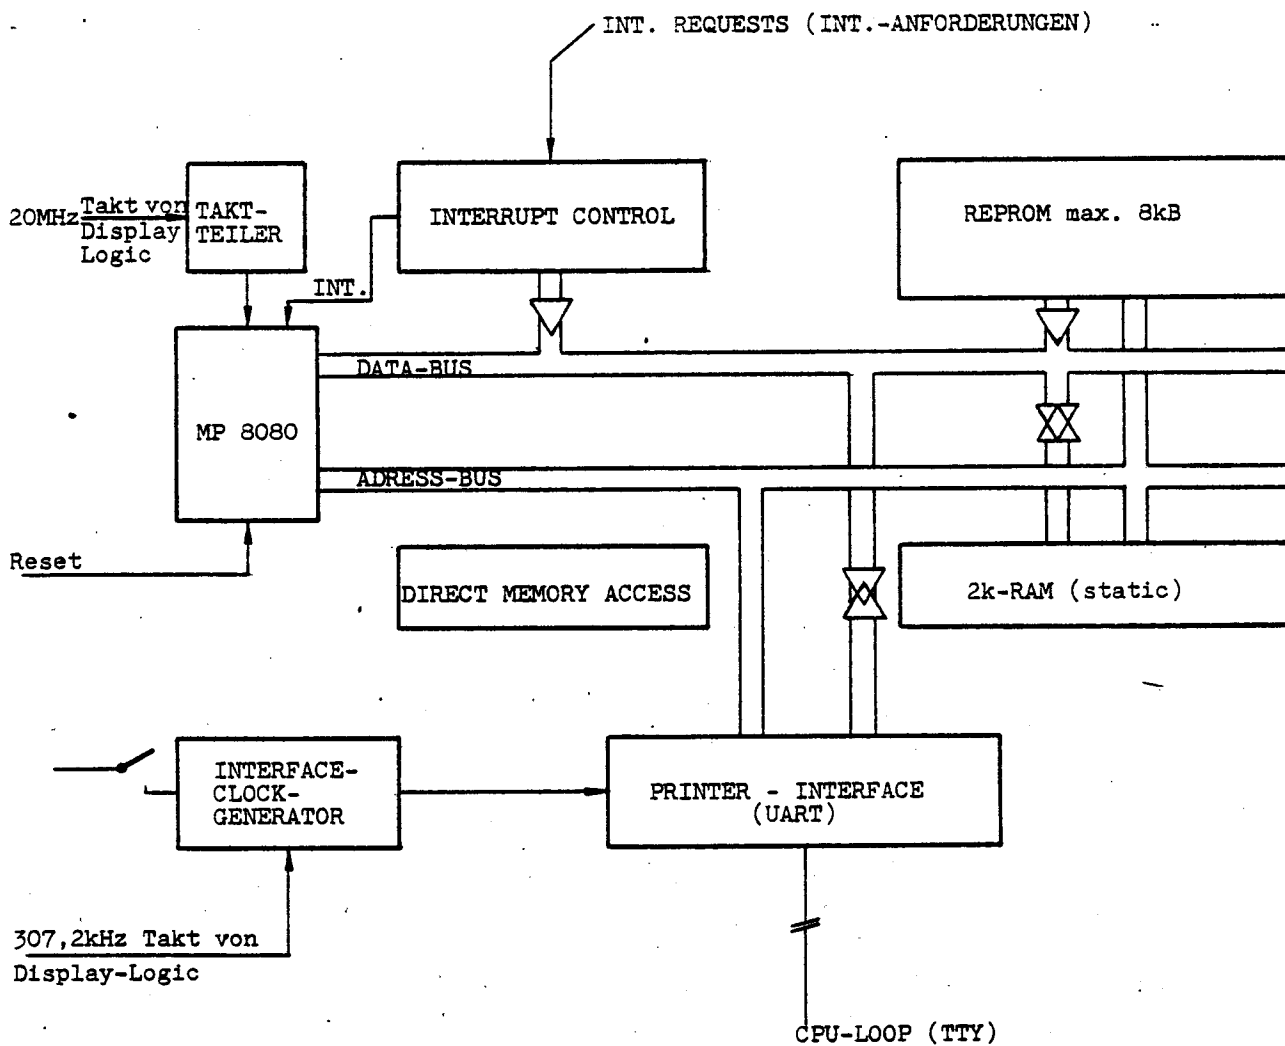 INT. REQUESTS (INT.-ANFORDERUNGEN)
20MHz
Takt von
Display
Logic
TAKT-
TEILER
INTERRUPT CONTROL
REPROM max. 8kB
INT.
DATA-BUS
MP 8080
ADRESS-BUS
Reset
DIRECT MEMORY ACCESS
2k-RAM (static)
INTERFACE-
CLOCK-
GENERATOR
PRINTER - INTERFACE
(UART)
307,2kHz Takt von
Display-Logic
CPU-LOOP (TTY)